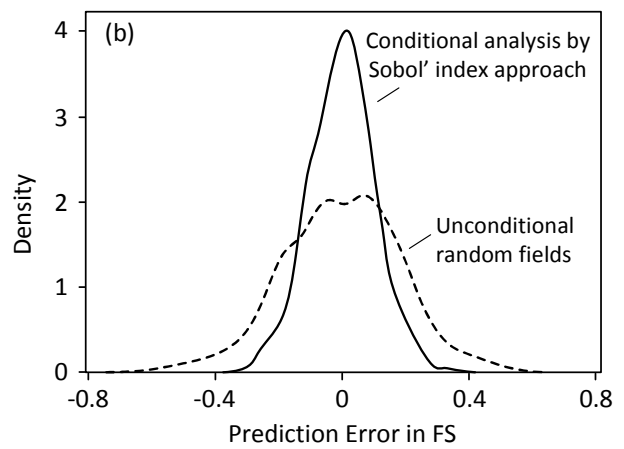 (b)
Conditional analysis by
Sobol' index approach
Unconditional
random fields
Density
4
3
2
1
0
-0.8
-0.4
0
0.4
0.8
Prediction Error in FS